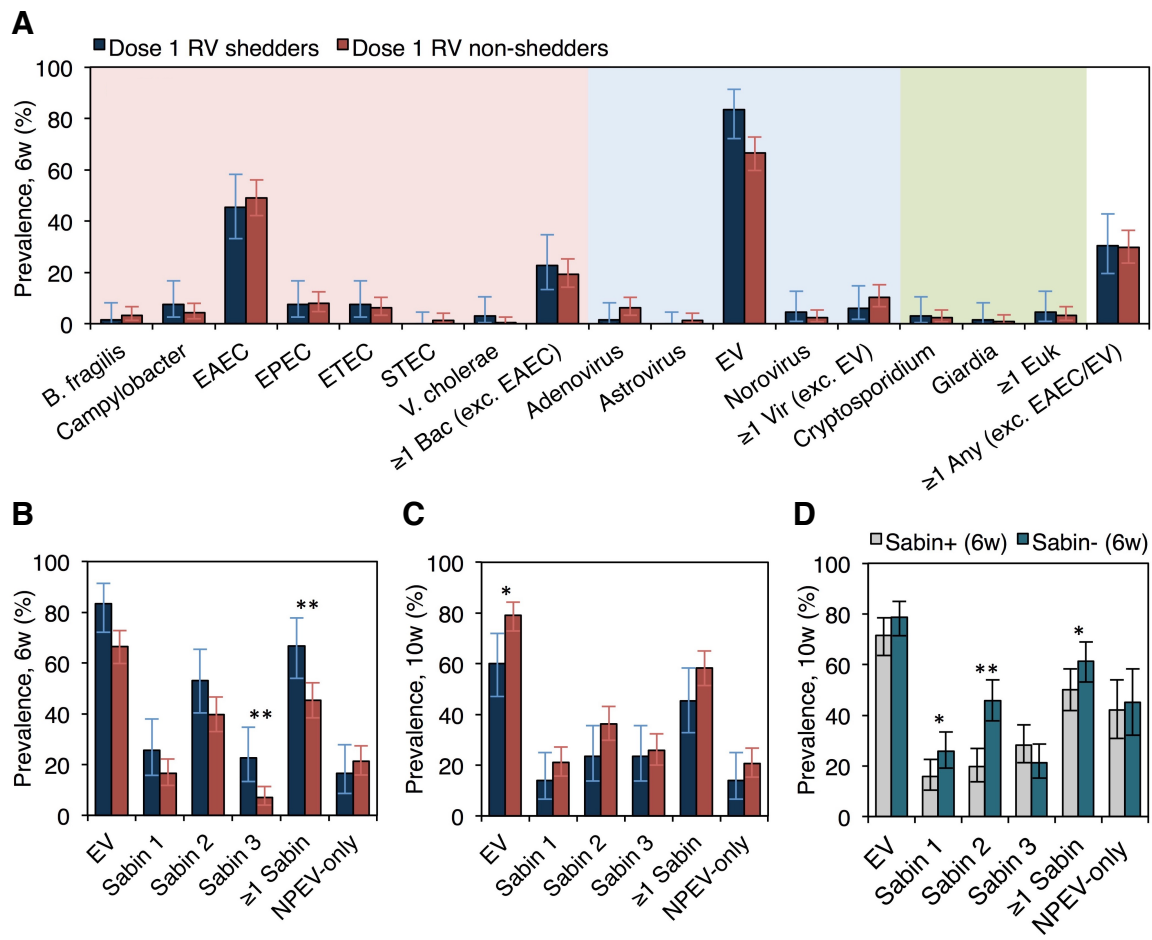 A
Dose 1 RV shedders Dose 1 RV non-shedders
Prevalence, 6w (%)
100
80
60
40
20
0
B. fragilis
Campylobacter
EAEC
EPEC
ETEC
STEC
V. cholerae
≥1 Bac (exc. EAEC)
Adenovirus
Astrovirus
EV
Norovirus
≥1 Vir (exc. EV)
Cryptosporidium
Giardia
≥1 Euk
≥1 Any (exc. EAEC/EV)
B
Prevalence, 6w (%)
100
80
60
40
20
0
**
**
EV
Sabin 1
Sabin 2
Sabin 3
≥1 Sabin
NPEV-only
C
Prevalence, 10w (%)
100
80
60
40
20
0
*
EV
Sabin 1
Sabin 2
Sabin 3
≥1 Sabin
NPEV-only
D
Sabin+ (6w) Sabin- (6w)
Prevalence, 10w (%)
100
80
60
40
20
0
*
**
*
EV
Sabin 1
Sabin 2
Sabin 3
≥1 Sabin
NPEV-only